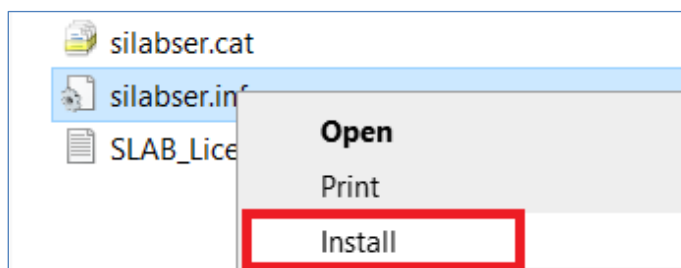 silabser.cat
silabser.inf
SLAB_Lice
Open
Print
Install